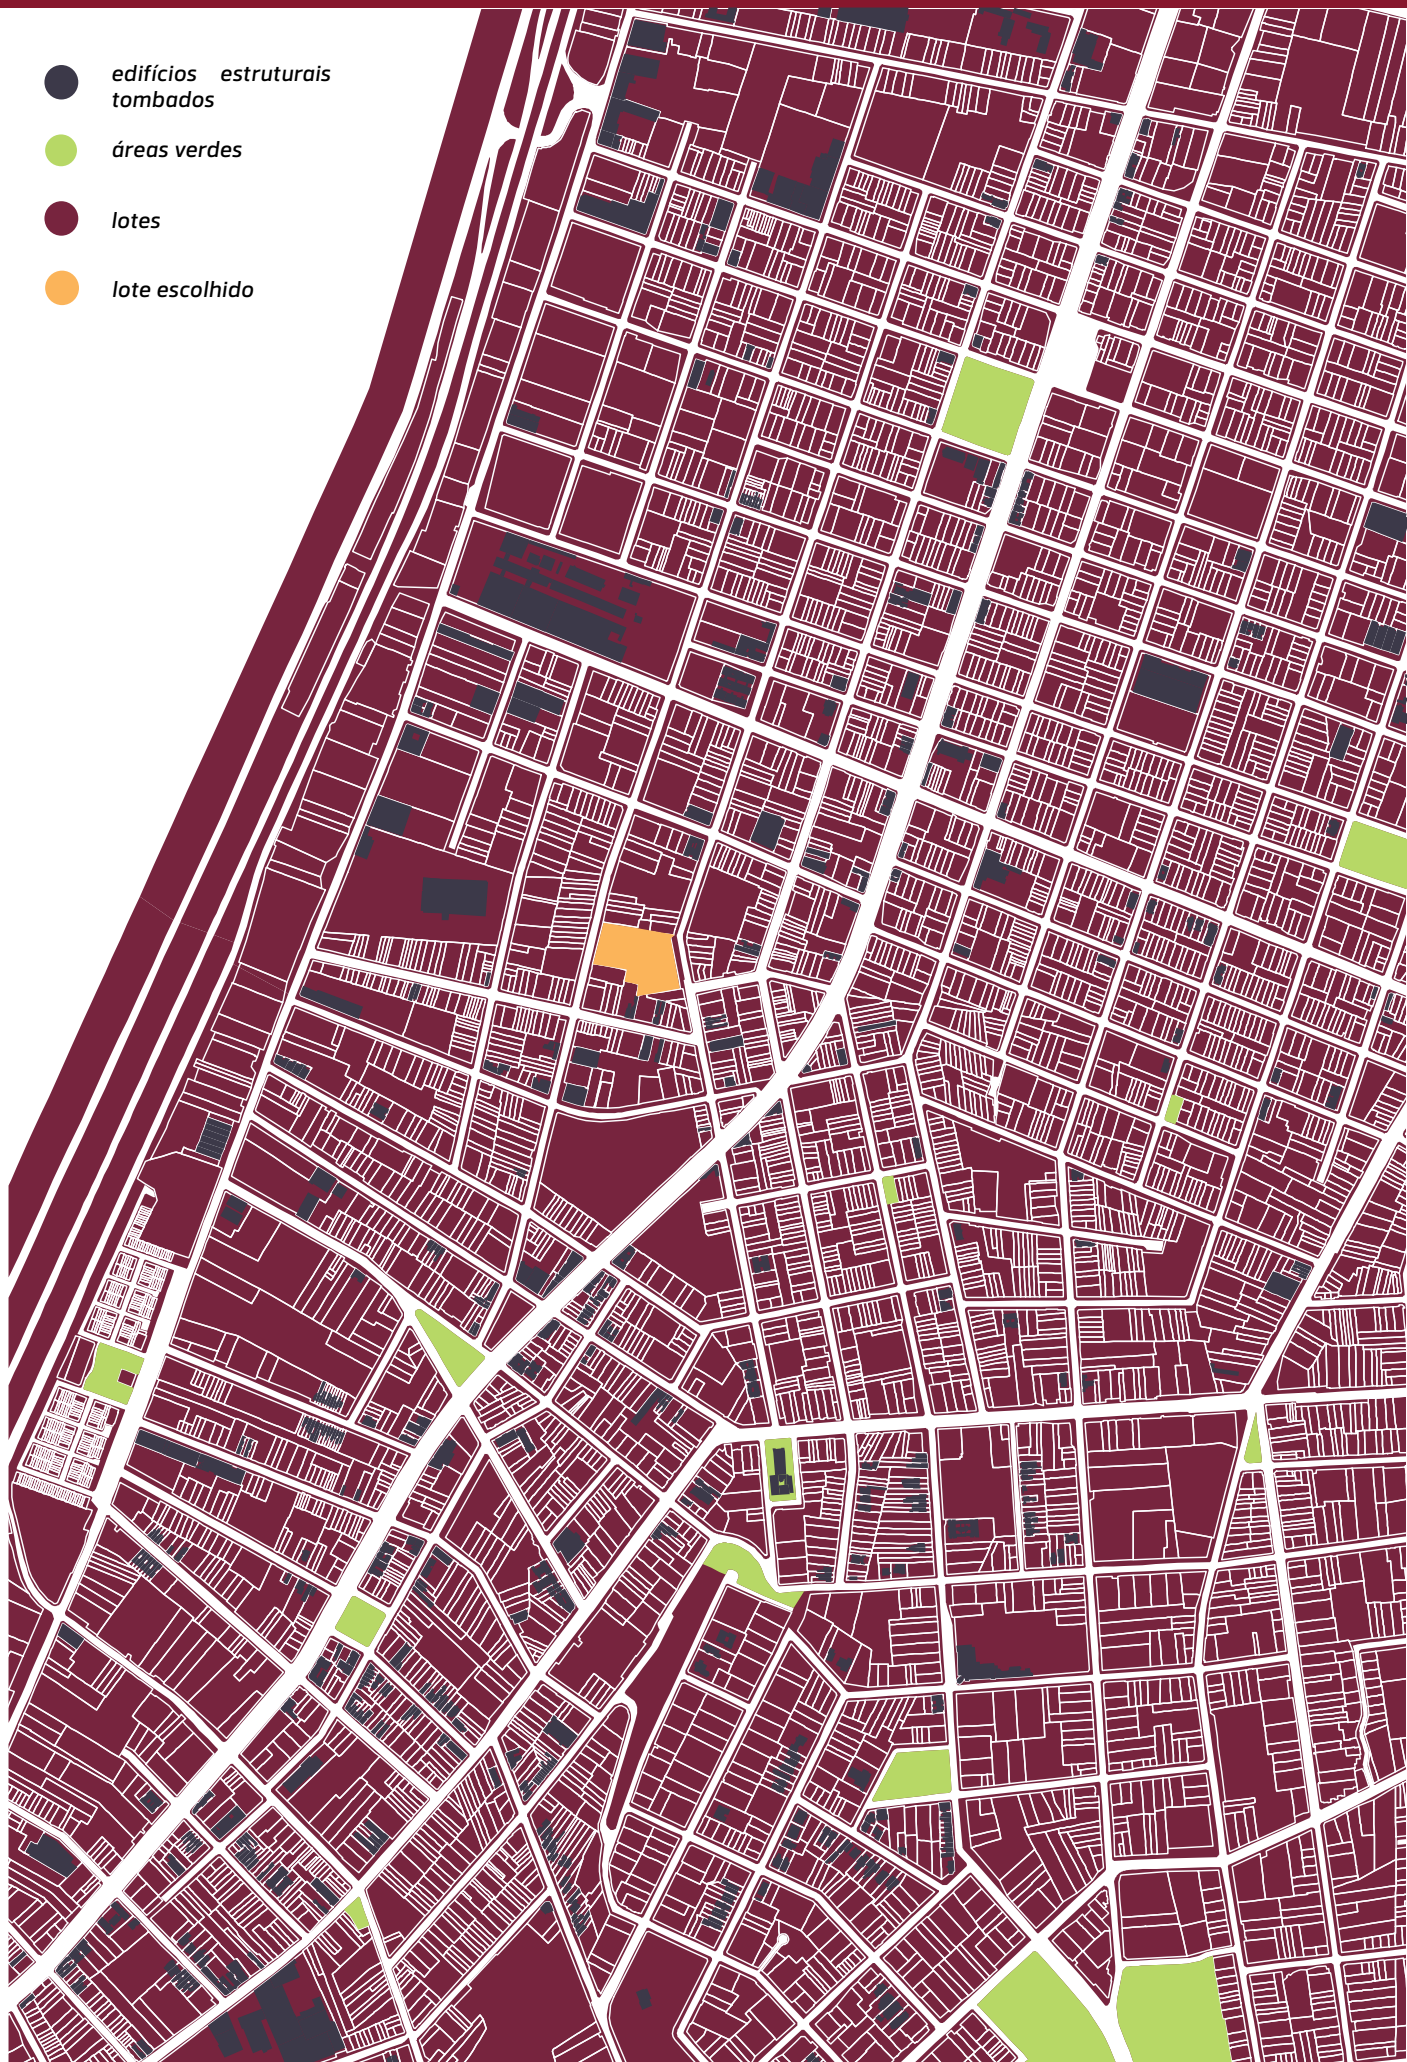 edifícios estruturais
tombados
áreas verdes
lotes
lote escolhido